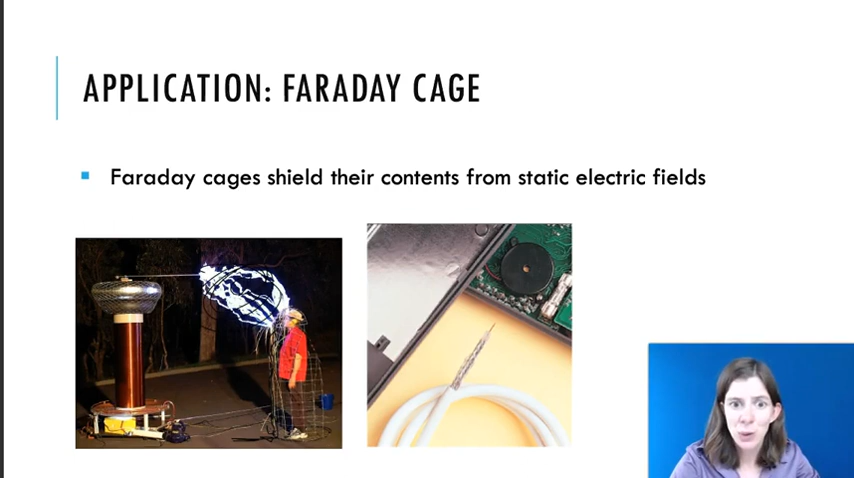 APPLICATION: FARADAY CAGE
Faraday cages shield their contents from static electric fields